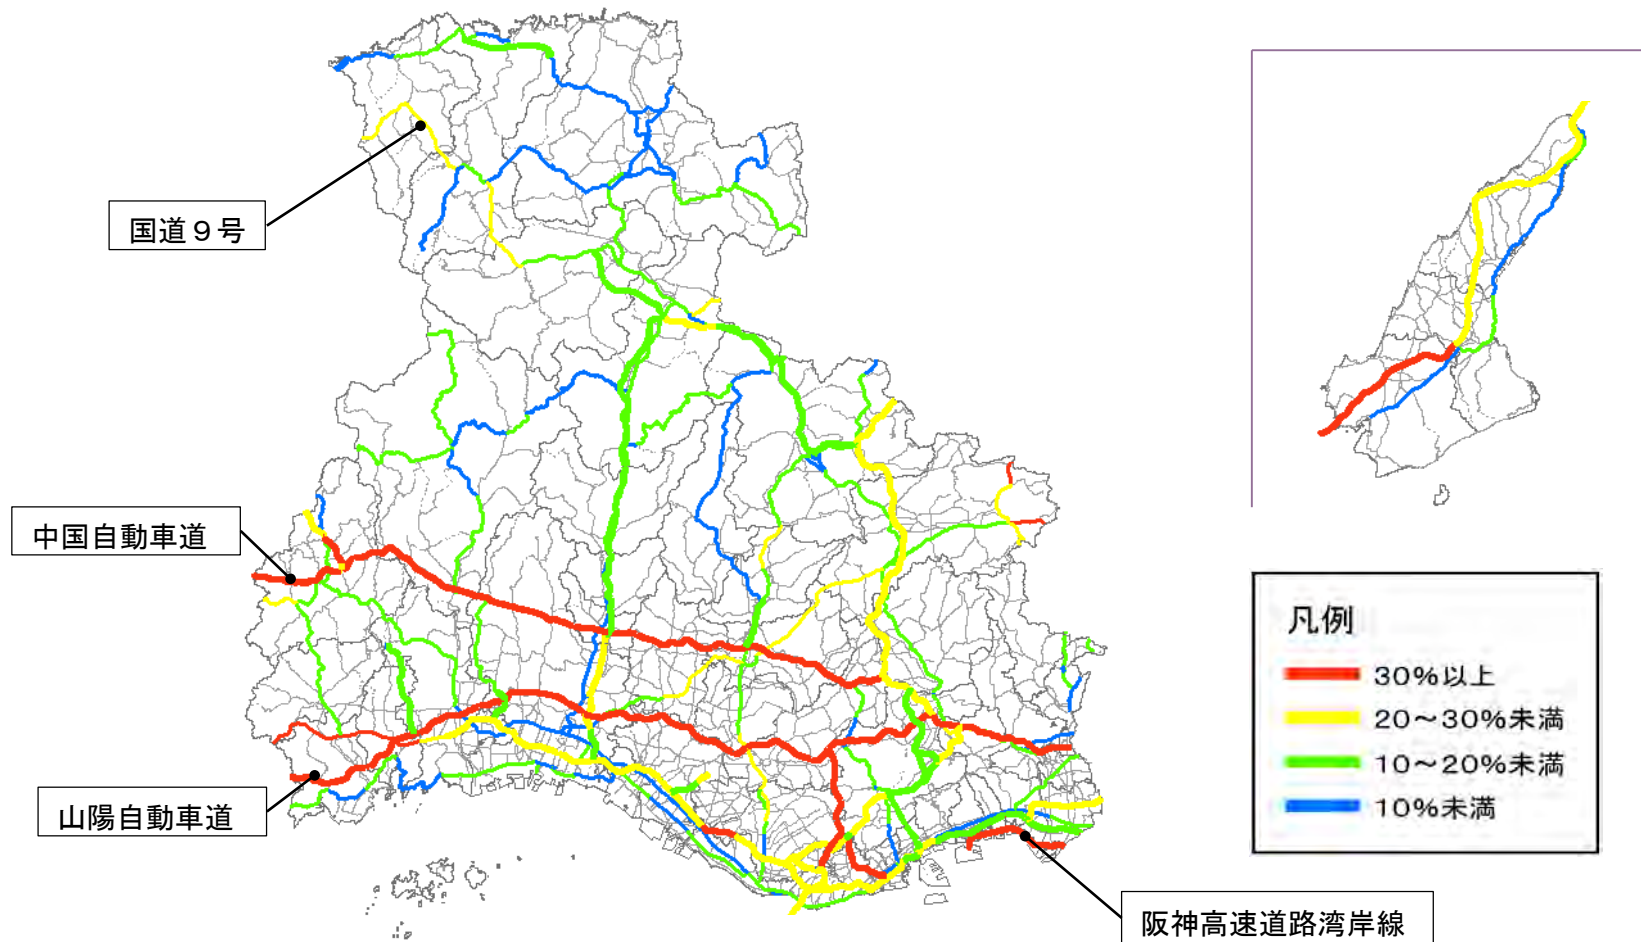 国道９号
中国自動車道
山陽自動車道
阪神高速道路湾岸線
凡例
30%以上
20～30%未満
10～20%未満
10%未満